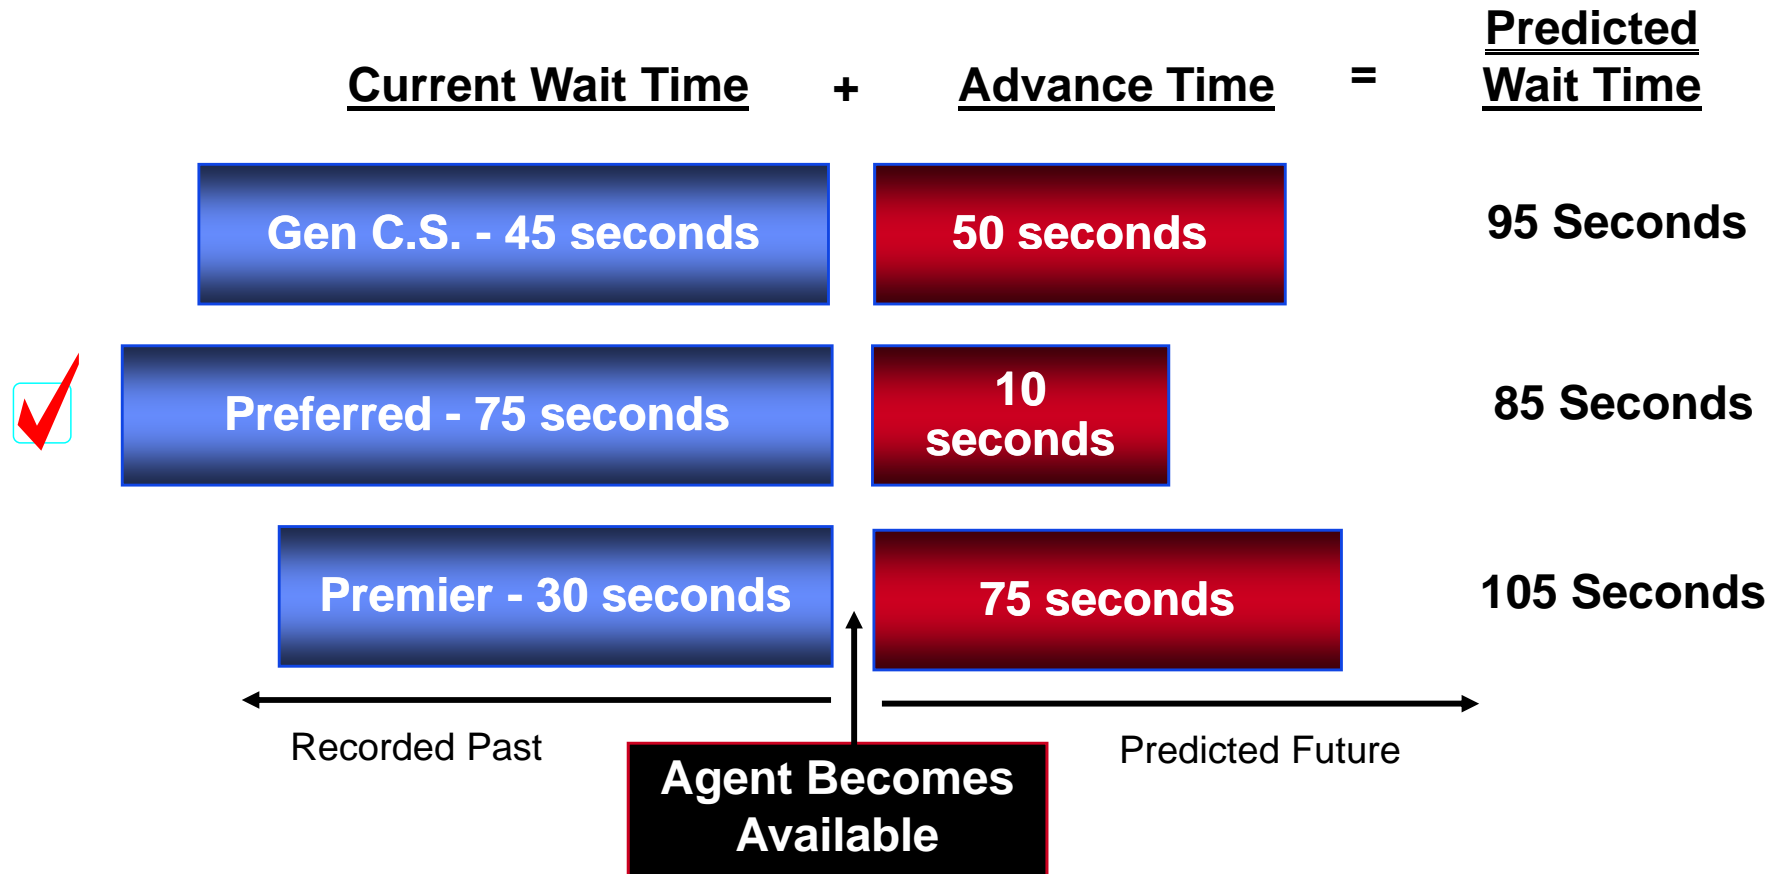 Current Wait Time + Advance Time = Predicted
Wait Time
Gen C.S. - 45 seconds 50 seconds 95 Seconds
Preferred - 75 seconds 10
seconds 85 Seconds
Premier - 30 seconds 75 seconds 105 Seconds
Recorded Past Predicted Future
Agent Becomes
Available